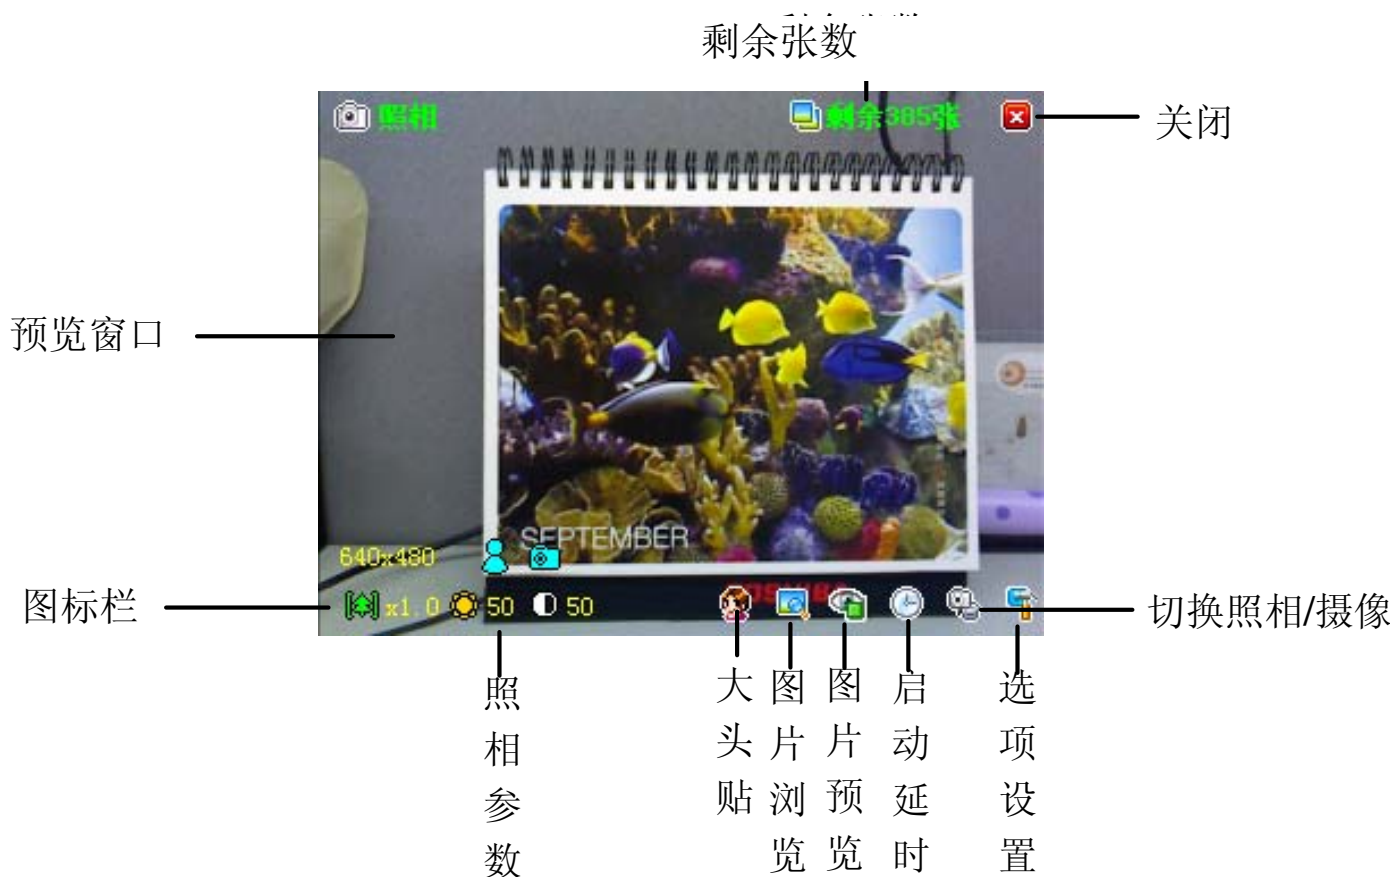 剩余张数
照相
剩余385张
关闭
预览窗口
SEPTEMBER
640x480
图标栏
x1.0 50 50
切换照相/摄像
照相参数
大头贴
图片浏览
图片预览
启动延时
选项设置